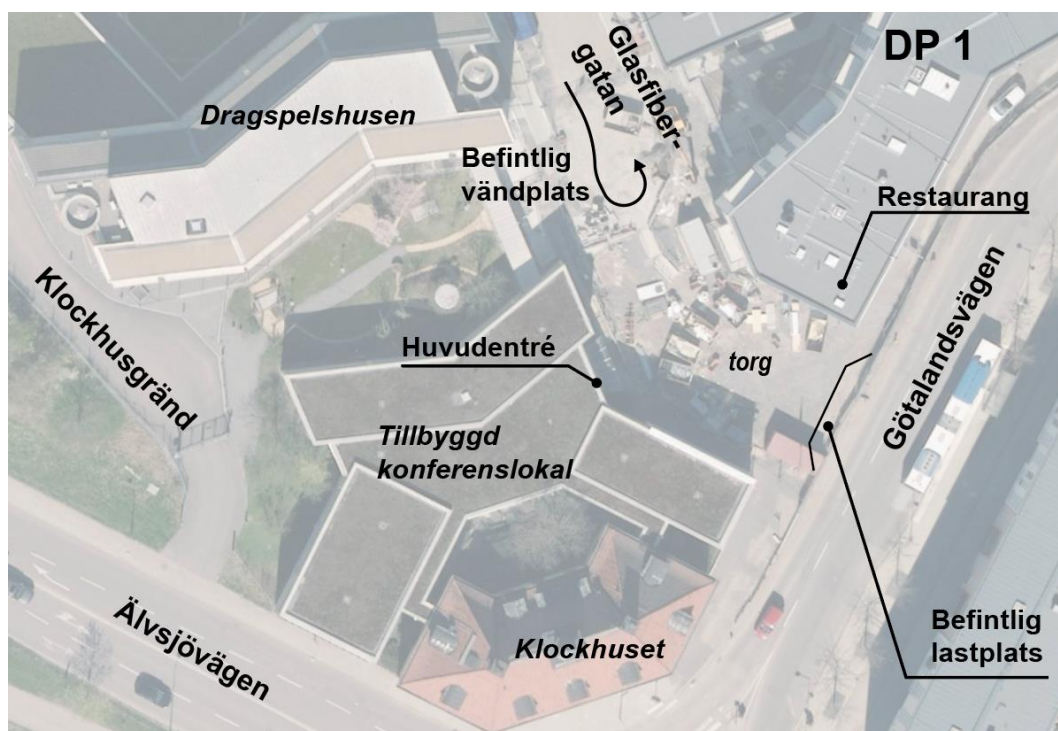 Glasfiber-
gatan
DP 1
Dragspelshusen
Befintlig
vändplats
Restaurang
Klockhusgränd
Huvudentré
torg
Götalandsvägen
Tillbyggd
konferenslokal
Älvsjövägen
Klockhuset
Befintlig
lastplats